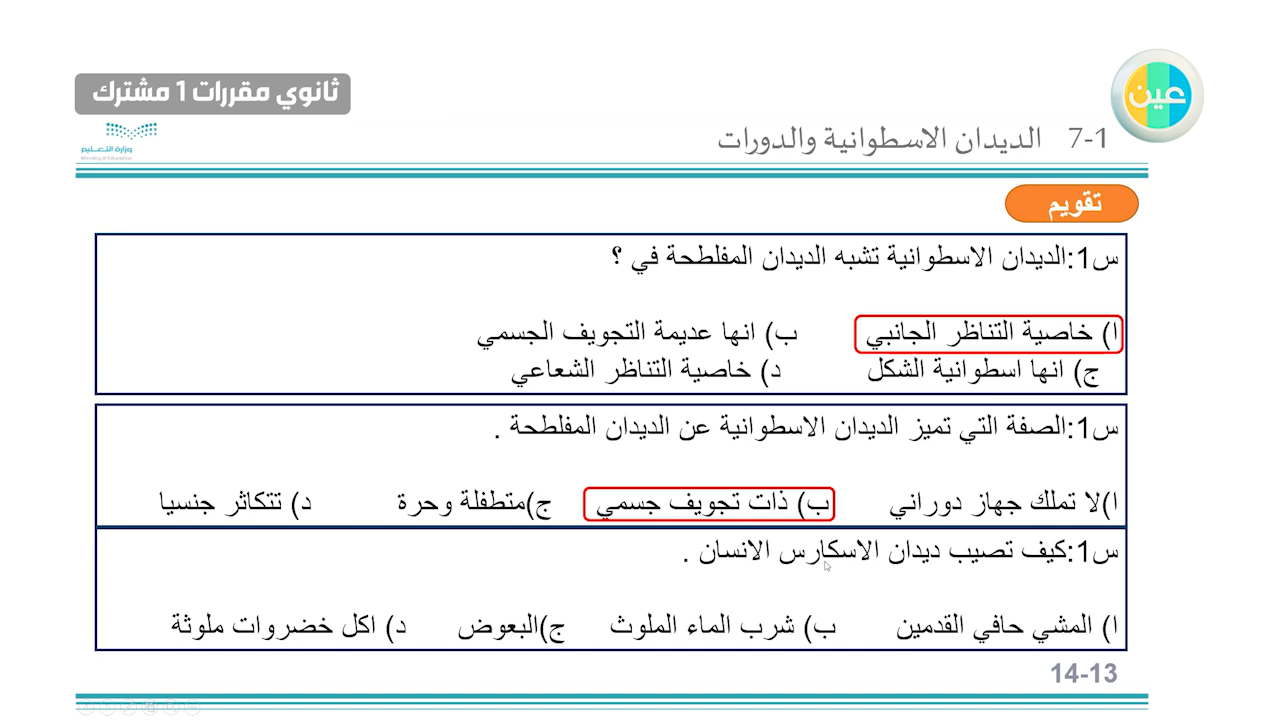 ثانوي مقررات 1 مشترك
عين
وزارة التعليم
Ministry of Education
7-1 الديدان الاسطوانية والدورات
تقويم
س1:الديدان الاسطوانية تشبه الديدان المفلطحة في ؟
ا) خاصية التناظر الجانبي ب) انها عديمة التجويف الجسمي
ج) انها اسطوانية الشكل د) خاصية التناظر الشعاعي
س1:الصفة التي تميز الديدان الاسطوانية عن الديدان المفلطحة .
ا)لا تملك جهاز دوراني ب) ذات تجويف جسمي ج)متطفلة وحرة د) تتكاثر جنسيا
س1:كيف تصيب ديدان الاسكارس الانسان .
ا) المشي حافي القدمين ب) شرب الماء الملوث ج)البعوض د) اكل خضروات ملوثة
14-13